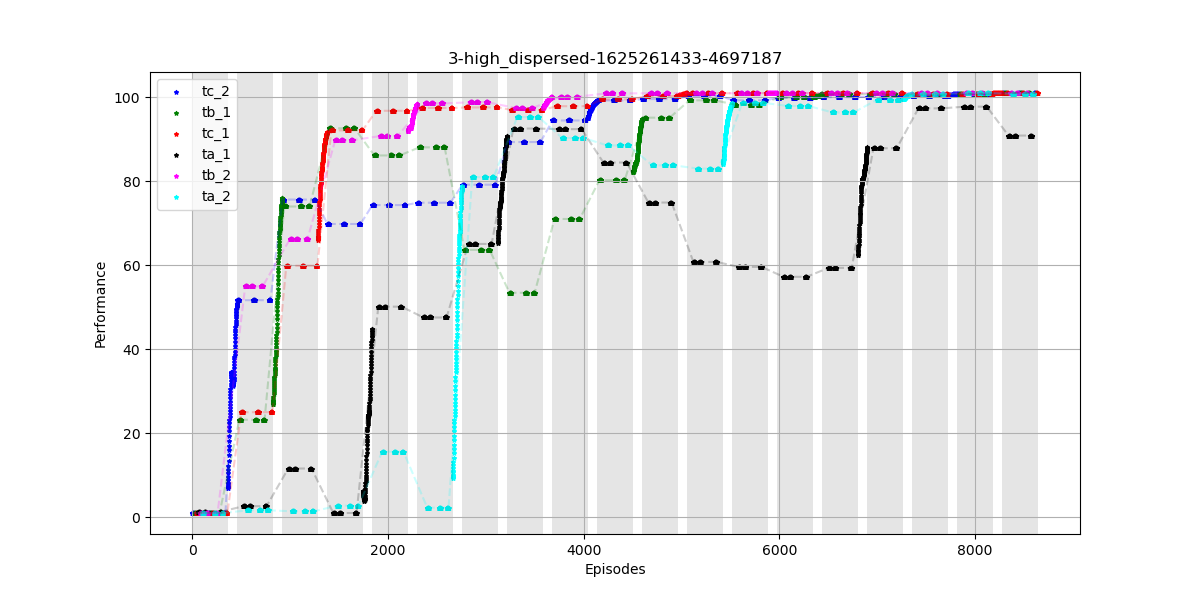 3-high_dispersed-1625261433-4697187
100
80
60
40
20
0
Performance
tc_2
tb_1
tc_1
ta_1
tb_2
ta_2
0
2000
4000
6000
8000
Episodes